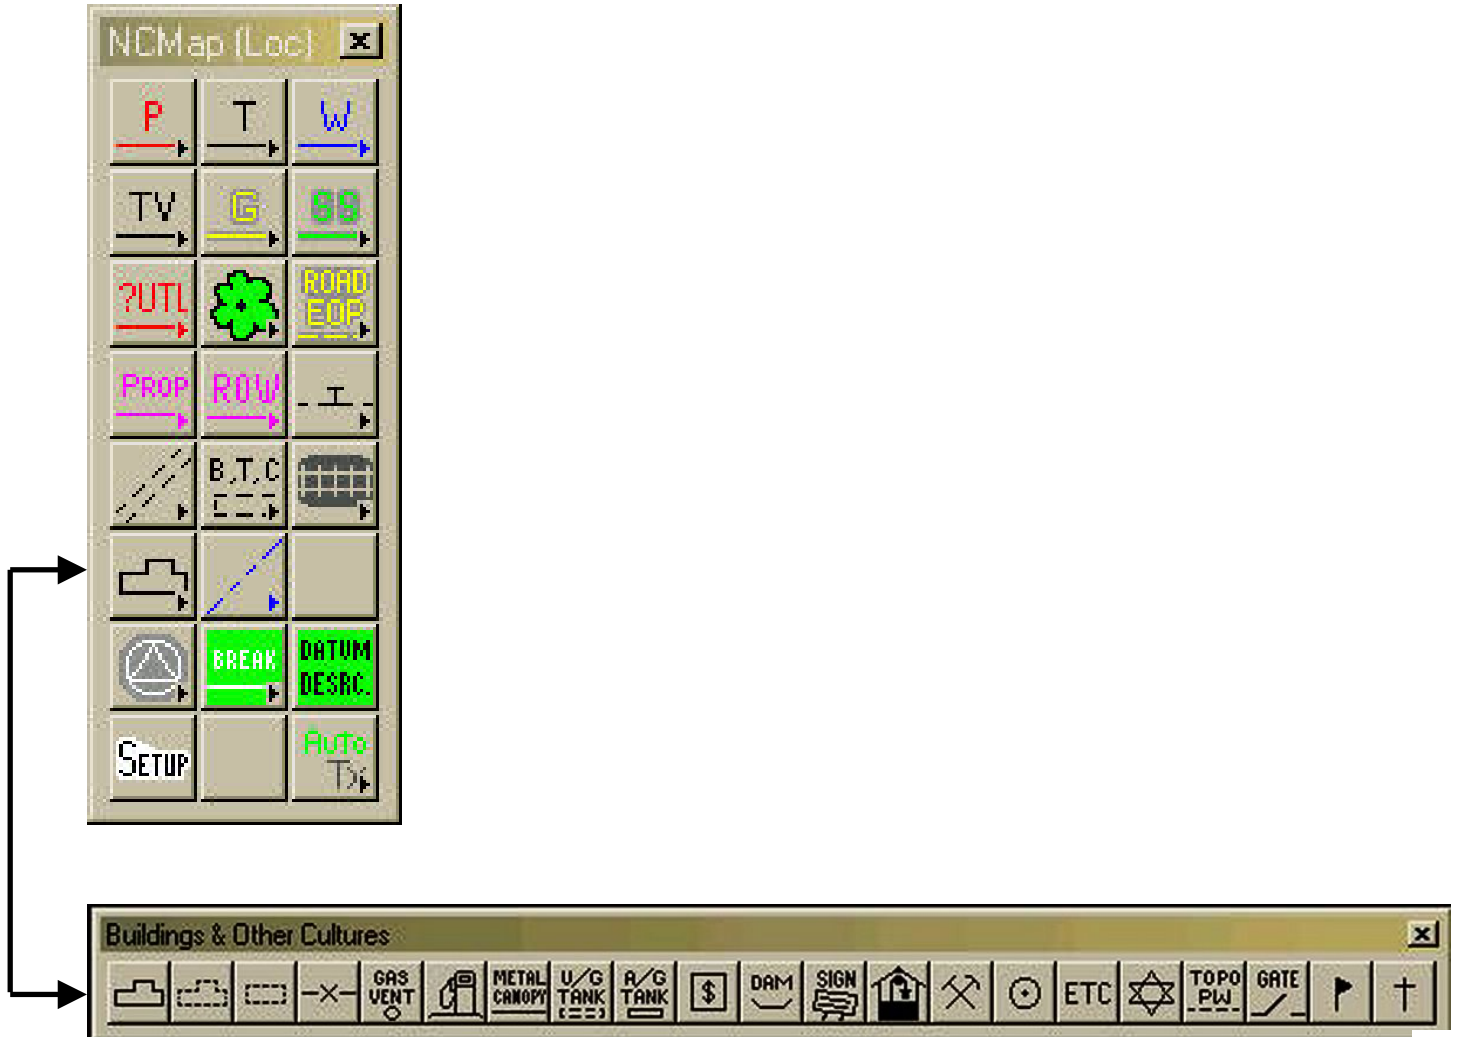 NCMap (Loc)
P T W
TV G SS
?UTL ROAD
EOP
PROP ROW T
B,T,C
BREAK DATUM
DESRC.
SETUP Auto
Tx
Buildings & Other Cultures
GAS
VENT
METAL
CANOPY
U/G
TANK
A/G
TANK
$
DAM
SIGN
ETC
TOPO
PW
GATE